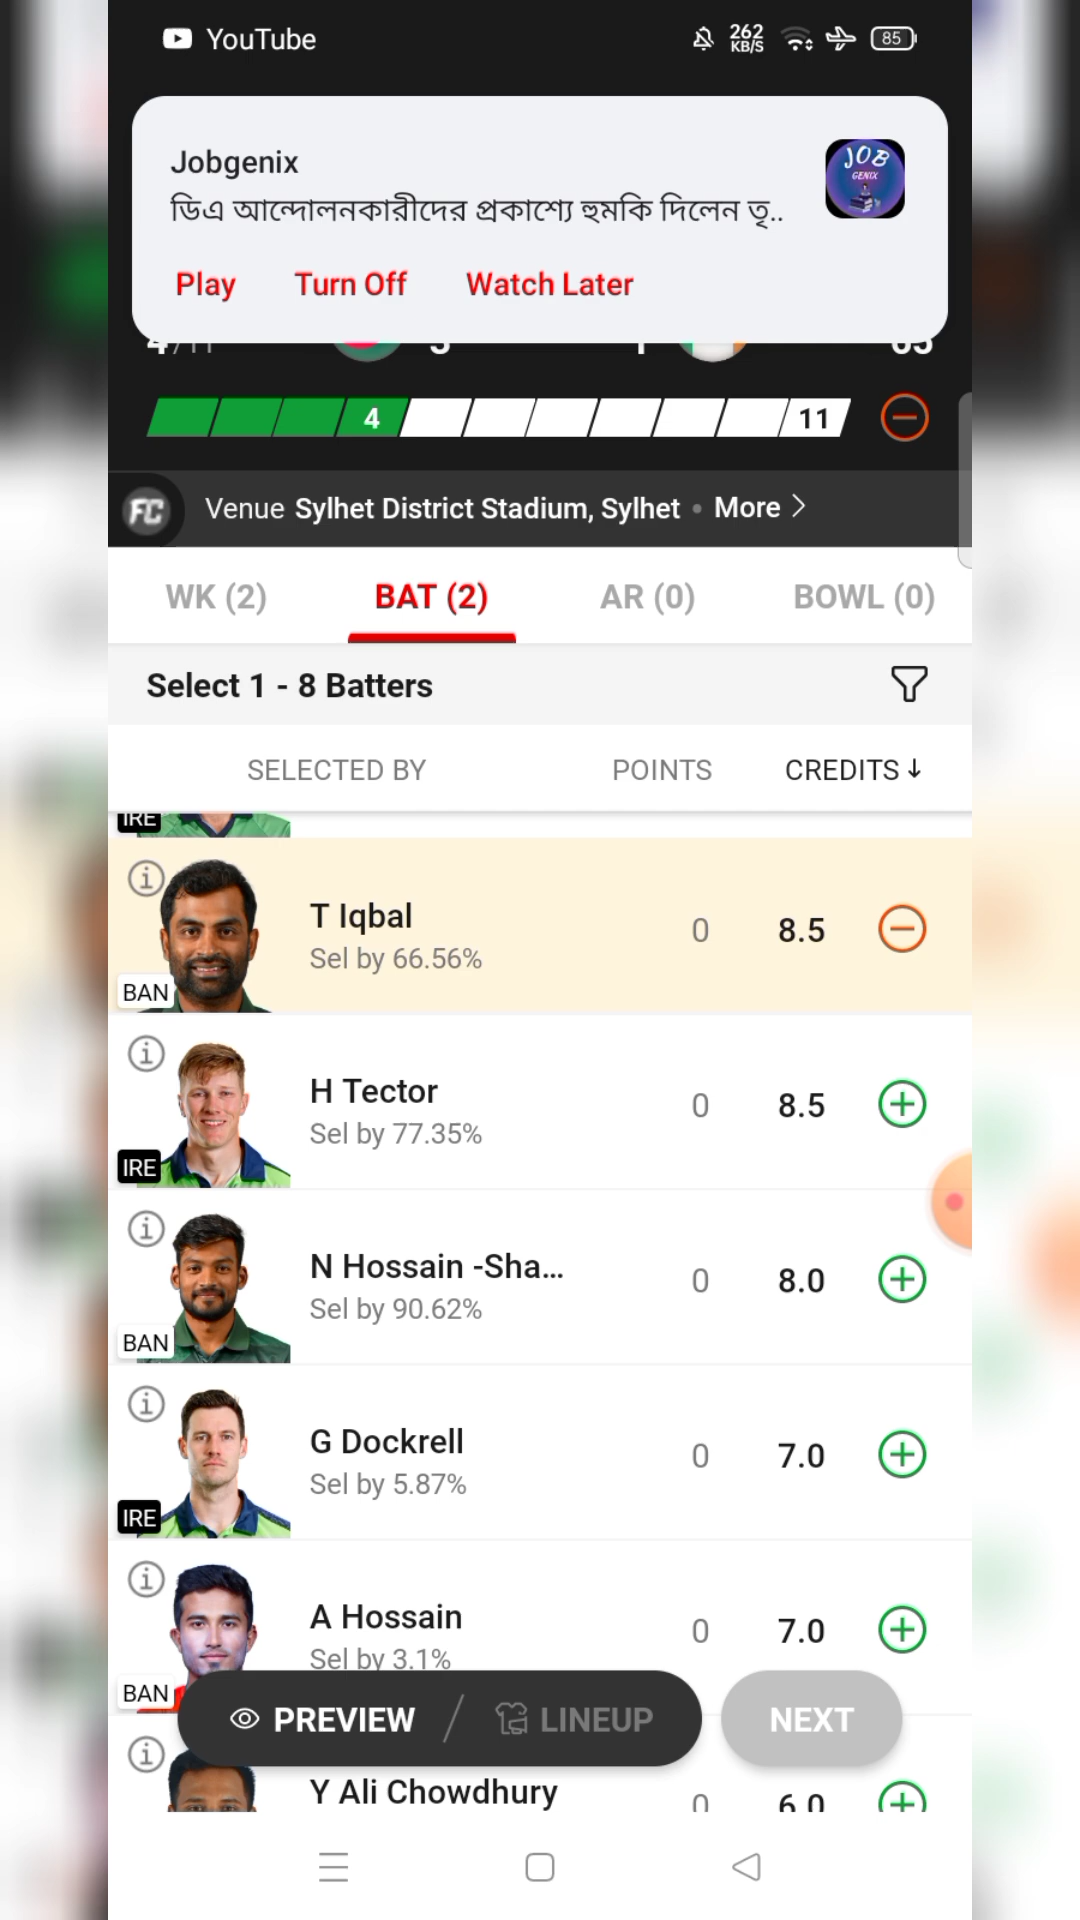 YouTube
262 KB/S
85
Jobgenix
ডিএ আন্দোলনকারীদের প্রকাশ্যে হুমকি দিলেন তৃ..
JOB
GENIX
Play Turn Off Watch Later
4 11
FC Venue Sylhet District Stadium, Sylhet • More
WK (2) BAT (2) AR (0) BOWL (0)
Select 1 - 8 Batters
SELECTED BY POINTS CREDITS↓
IRE
T Iqbal 0 8.5
Sel by 66.56%
BAN
H Tector 0 8.5
Sel by 77.35%
IRE
N Hossain -Sha... 0 8.0
Sel by 90.62%
BAN
G Dockrell 0 7.0
Sel by 5.87%
IRE
A Hossain 0 7.0
Sel by 3.1%
BAN
PREVIEW / LINEUP NEXT
Y Ali Chowdhury 0 6.0